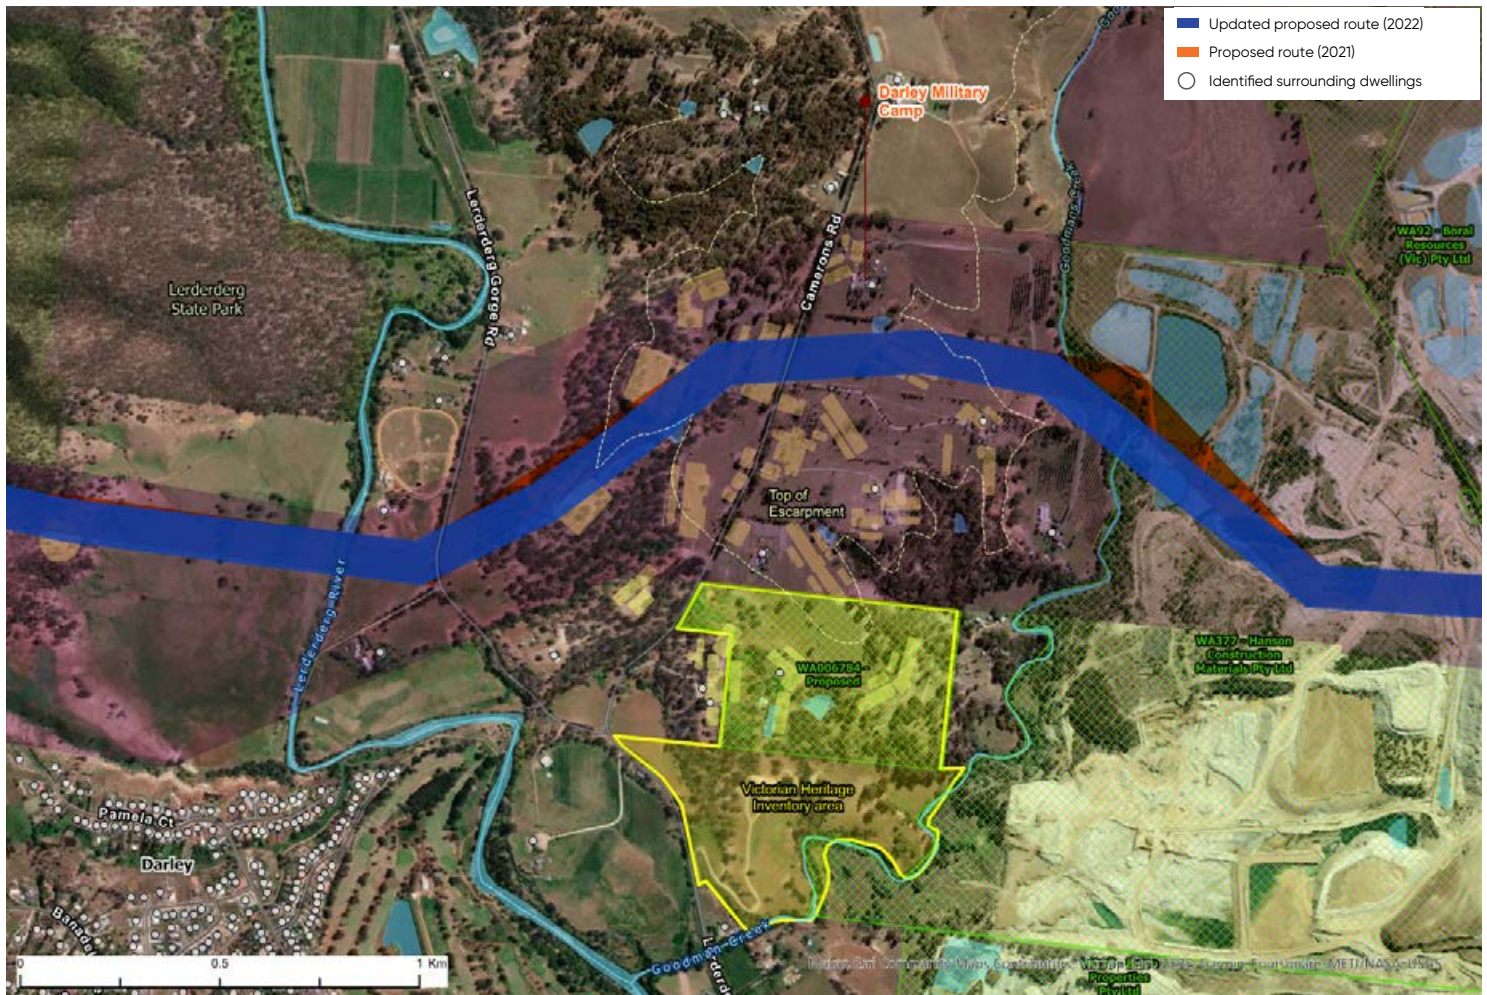 Updated proposed route (2022)
Proposed route (2021)
Identified surrounding dwellings
Darley Military
Camp
Goodmans Creek
Lerderderg Gorge Rd
Camerons Rd
WA92 - Boral
Resources
(Vic) Pty Ltd
Lerderderg
State Park
Top of
Escarpment
Lerderderg River
WA377 - Hanson
Construction
Materials Pty Ltd
WA006784 -
Proposed
Victorian Heritage
Inventory area
Pamela Ct
Darley
Goodman Creek
0 0.5 1 Km
Properties
Pty Ltd